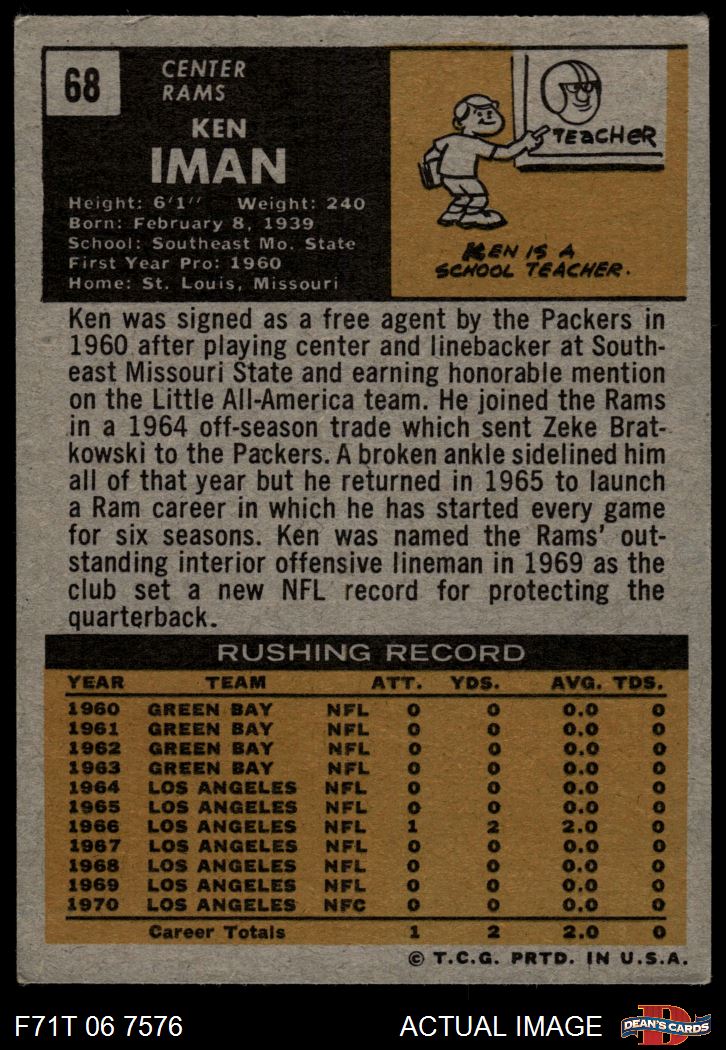 68
CENTER
RAMS
KEN
IMAN
Height: 6'1" Weight: 240
Born: February 8, 1939
School: Southeast Mo. State
First Year Pro: 1960
Home: St. Louis, Missouri
TEACHER
KEN IS A
SCHOOL TEACHER.
Ken was signed as a free agent by the Packers in
1960 after playing center and linebacker at South-
east Missouri State and earning honorable mention
on the Little All-America team. He joined the Rams
in a 1964 off-season trade which sent Zeke Brat-
kowski to the Packers. A broken ankle sidelined him
all of that year but he returned in 1965 to launch
a Ram career in which he has started every game
for six seasons. Ken was named the Rams' out-
standing interior offensive lineman in 1969 as the
club set a new NFL record for protecting the
quarterback.
RUSHING RECORD
YEAR TEAM ATT. YDS. AVG. TDS.
1960 GREEN BAY NFL 0 0 0.0 0
1961 GREEN BAY NFL 0 0 0.0 0
1962 GREEN BAY NFL 0 0 0.0 0
1963 GREEN BAY NFL 0 0 0.0 0
1964 LOS ANGELES NFL 0 0 0.0 0
1965 LOS ANGELES NFL 0 0 0.0 0
1966 LOS ANGELES NFL 1 2 2.0 0
1967 LOS ANGELES NFL 0 0 0.0 0
1968 LOS ANGELES NFL 0 0 0.0 0
1969 LOS ANGELES NFL 0 0 0.0 0
1970 LOS ANGELES NFC 0 0 0.0 0
Career Totals 1 2 2.0 0
© T.C.G. PRTD. IN U.S.A.
F71T 06 7576 ACTUAL IMAGE
D
DEAN'S CARDS